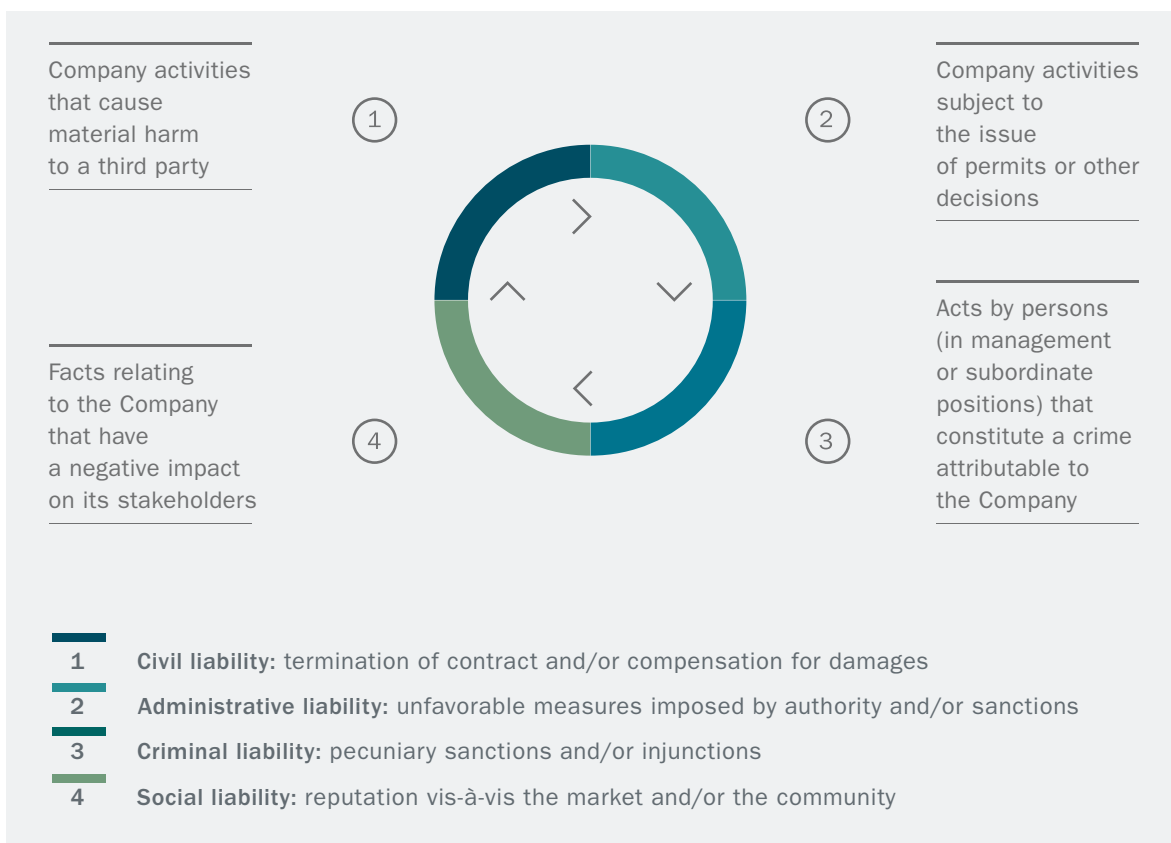 Company activities
that cause
material harm
to a third party
1
2
Company activities
subject to
the issue
of permits or other
decisions
Facts relating
to the Company
that have
a negative impact
on its stakeholders
4
3
Acts by persons
(in management
or subordinate
positions) that
constitute a crime
attributable to
the Company
1 Civil liability: termination of contract and/or compensation for damages
2 Administrative liability: unfavorable measures imposed by authority and/or sanctions
3 Criminal liability: pecuniary sanctions and/or injunctions
4 Social liability: reputation vis-à-vis the market and/or the community